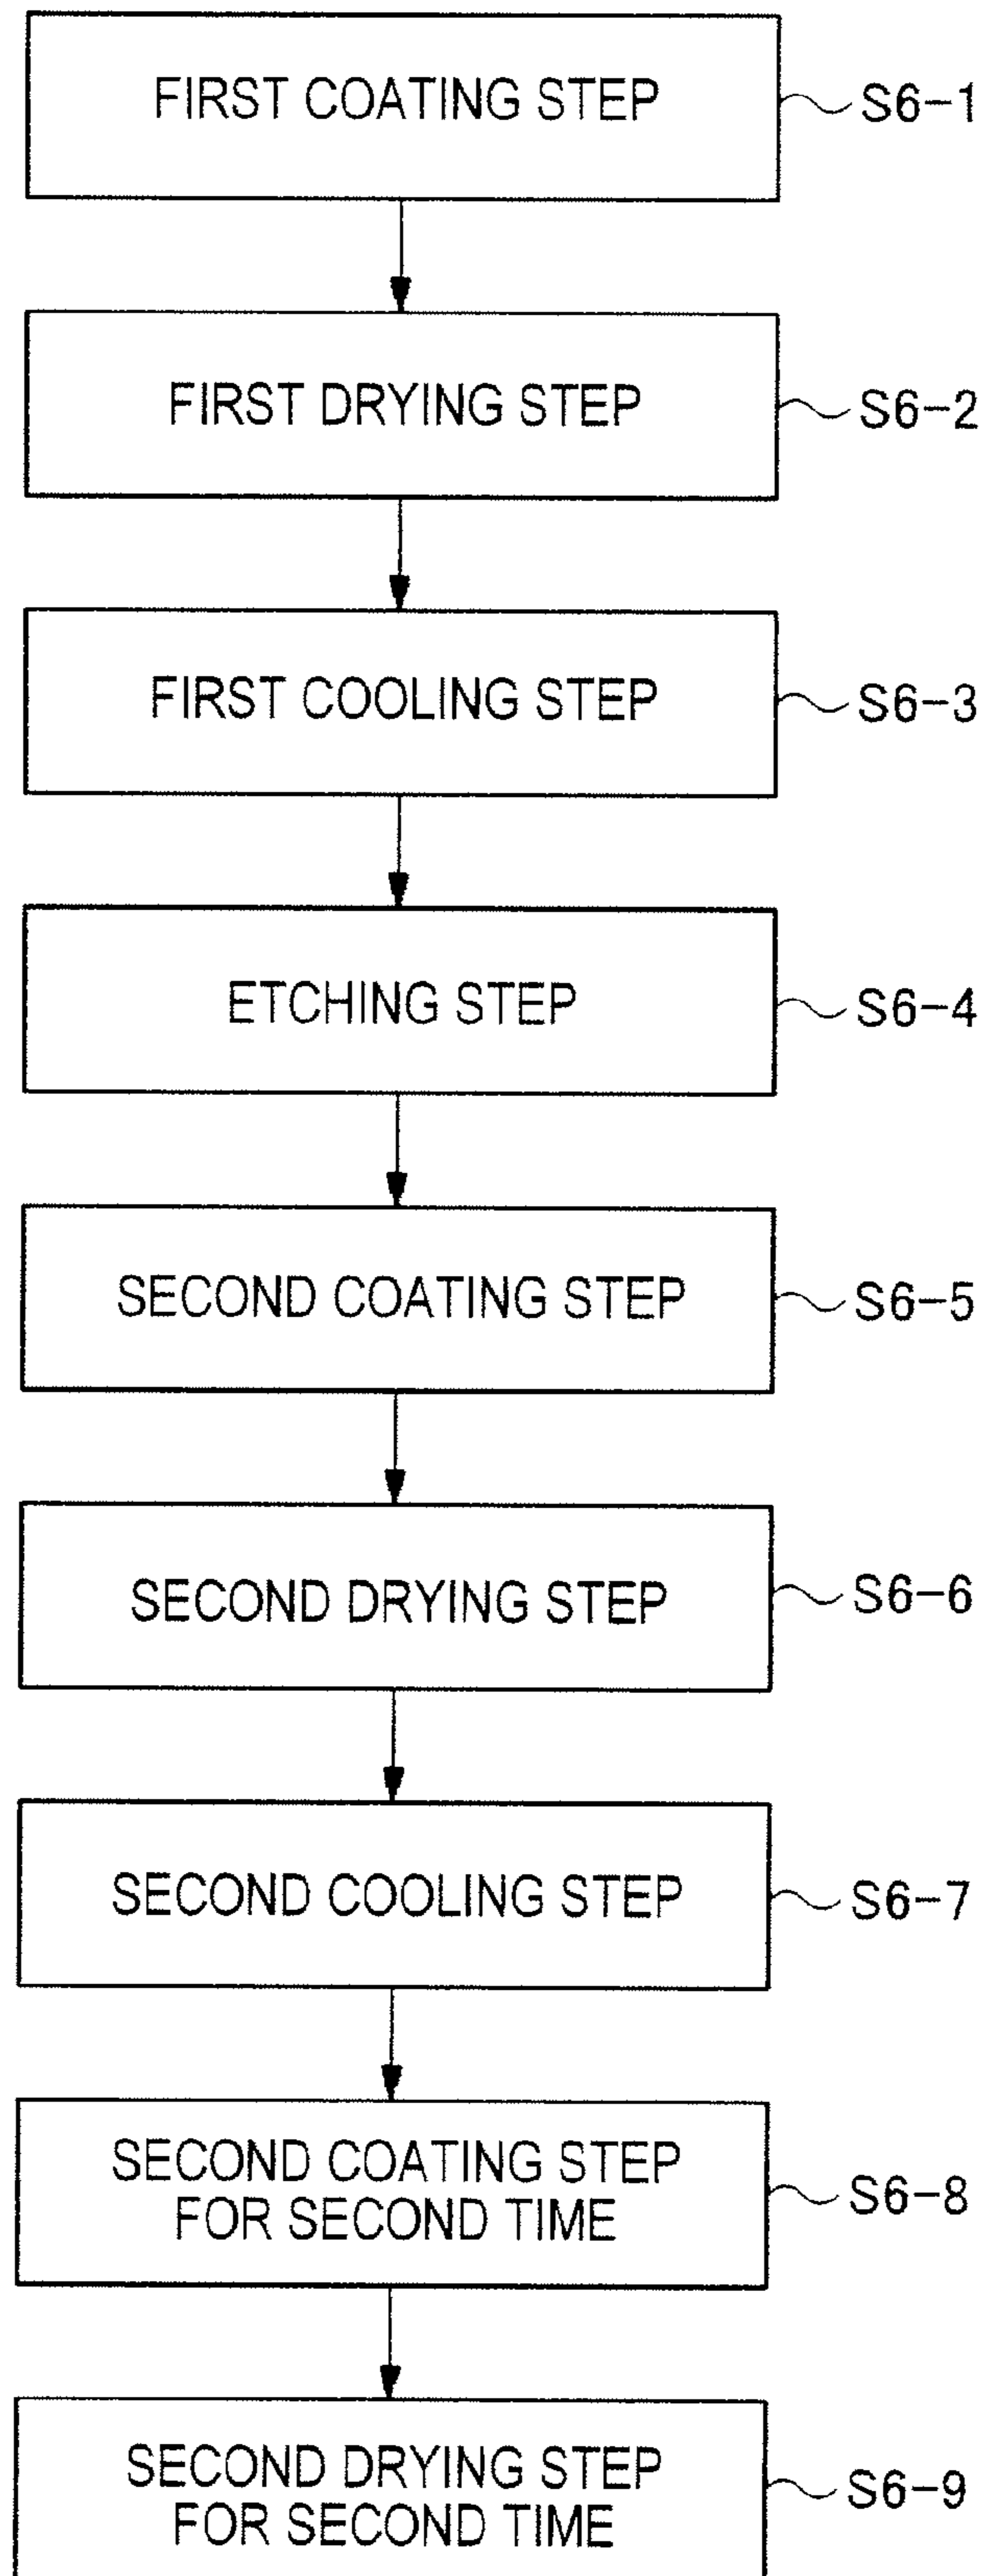 FIRST COATING STEP
S6-1
FIRST DRYING STEP
S6-2
FIRST COOLING STEP
S6-3
ETCHING STEP
S6-4
SECOND COATING STEP
S6-5
SECOND DRYING STEP
S6-6
SECOND COOLING STEP
S6-7
SECOND COATING STEP
FOR SECOND TIME
S6-8
SECOND DRYING STEP
FOR SECOND TIME
S6-9